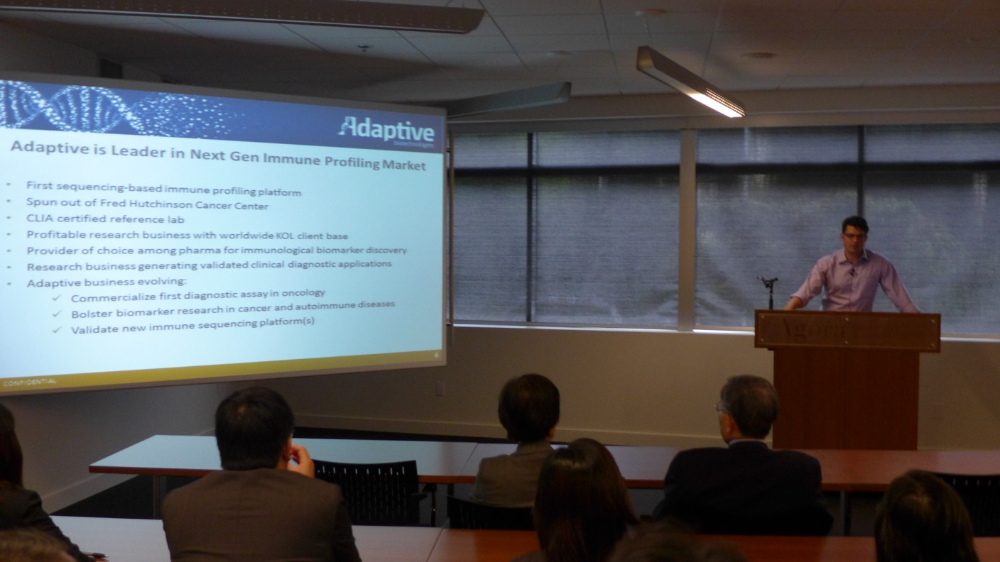 Adaptive
biotechnologies
Adaptive is Leader in Next Gen Immune Profiling Market
• First sequencing-based immune profiling platform
• Spun out of Fred Hutchinson Cancer Center
• CLIA certified reference lab
• Profitable research business with worldwide KOL client base
• Provider of choice among pharma for immunological biomarker discovery
• Research business generating validated clinical diagnostic applications
• Adaptive business evolving:
✓ Commercialize first diagnostic assay in oncology
✓ Bolster biomarker research in cancer and autoimmune diseases
✓ Validate new immune sequencing platform(s)
4
CONFIDENTIAL
Agora